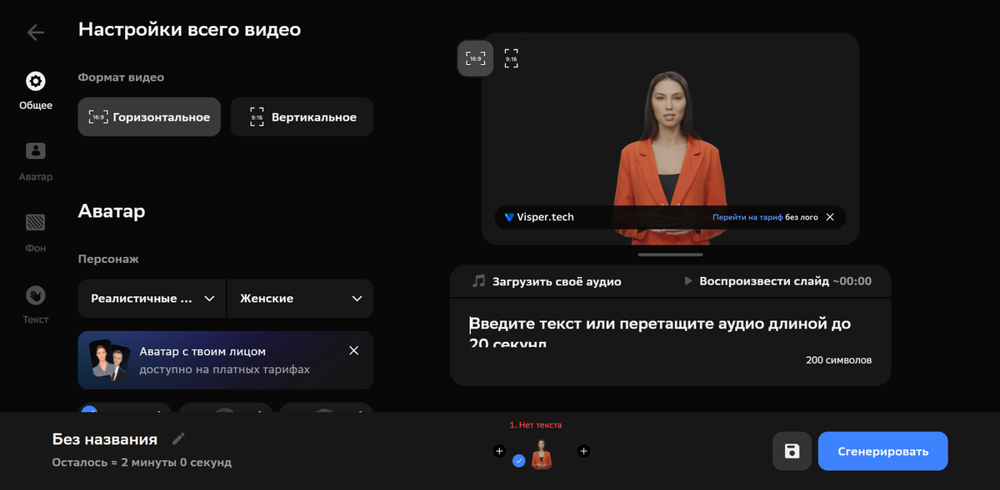 Настройки всего видео
Общее
Аватар
Фон
Текст
Формат видео
16:9 Горизонтальное
9:16 Вертикальное
Аватар
Персонаж
Реалистичные ...
Женские
Аватар с твоим лицом
доступно на платных тарифах
16:9
9:16
Visper.tech
Перейти на тариф без лого
Загрузить своё аудио
Воспроизвести слайд ~00:00
Введите текст или перетащите аудио длиной до
20 секунд
200 символов
Без названия
Осталось ≈ 2 минуты 0 секунд
1. Нет текста
Сгенерировать